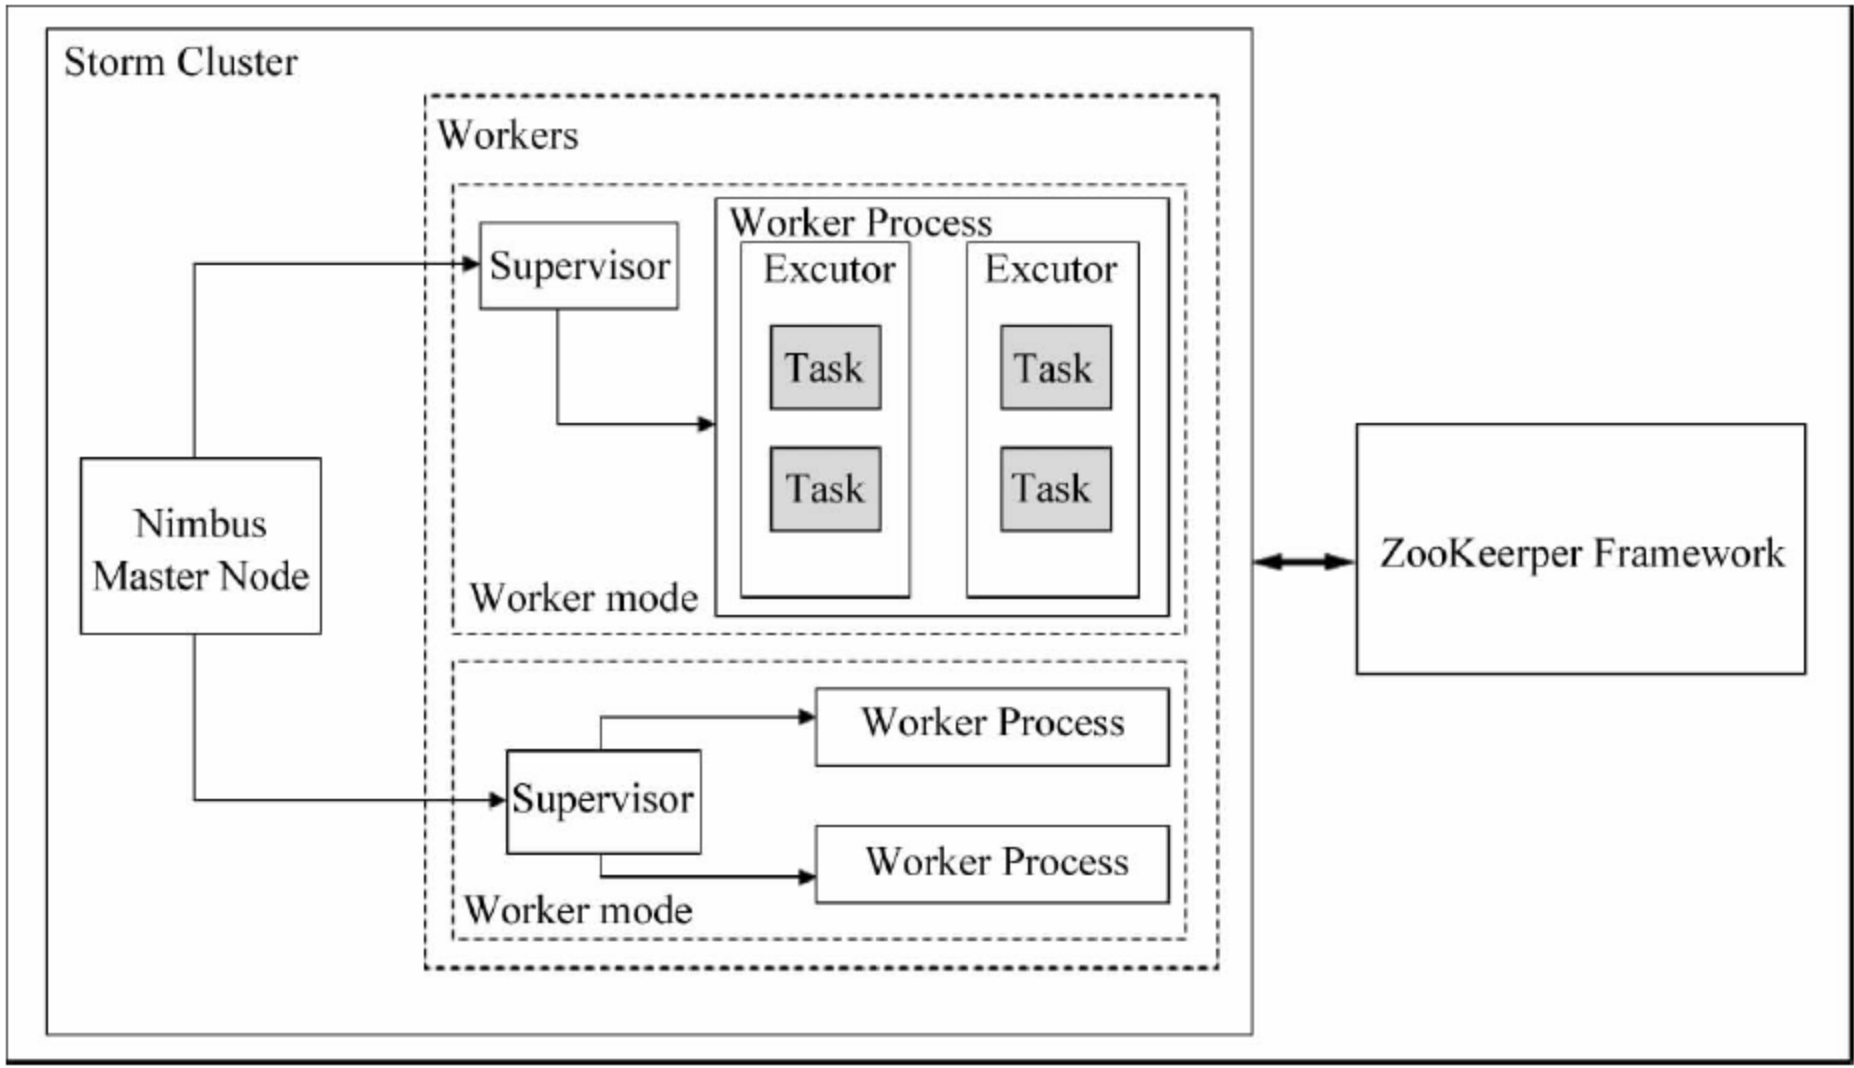 Storm Cluster
Workers
Supervisor
Worker Process
Excutor
Excutor
Task
Task
Task
Task
Worker mode
Nimbus
Master Node
ZooKeerper Framework
Supervisor
Worker Process
Worker Process
Worker mode